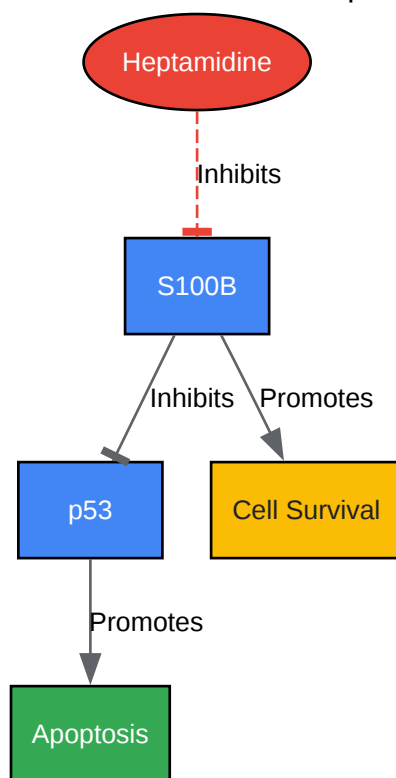 Heptamidine
Inhibits
S100B
Inhibits
Promotes
p53
Cell Survival
Promotes
Apoptosis